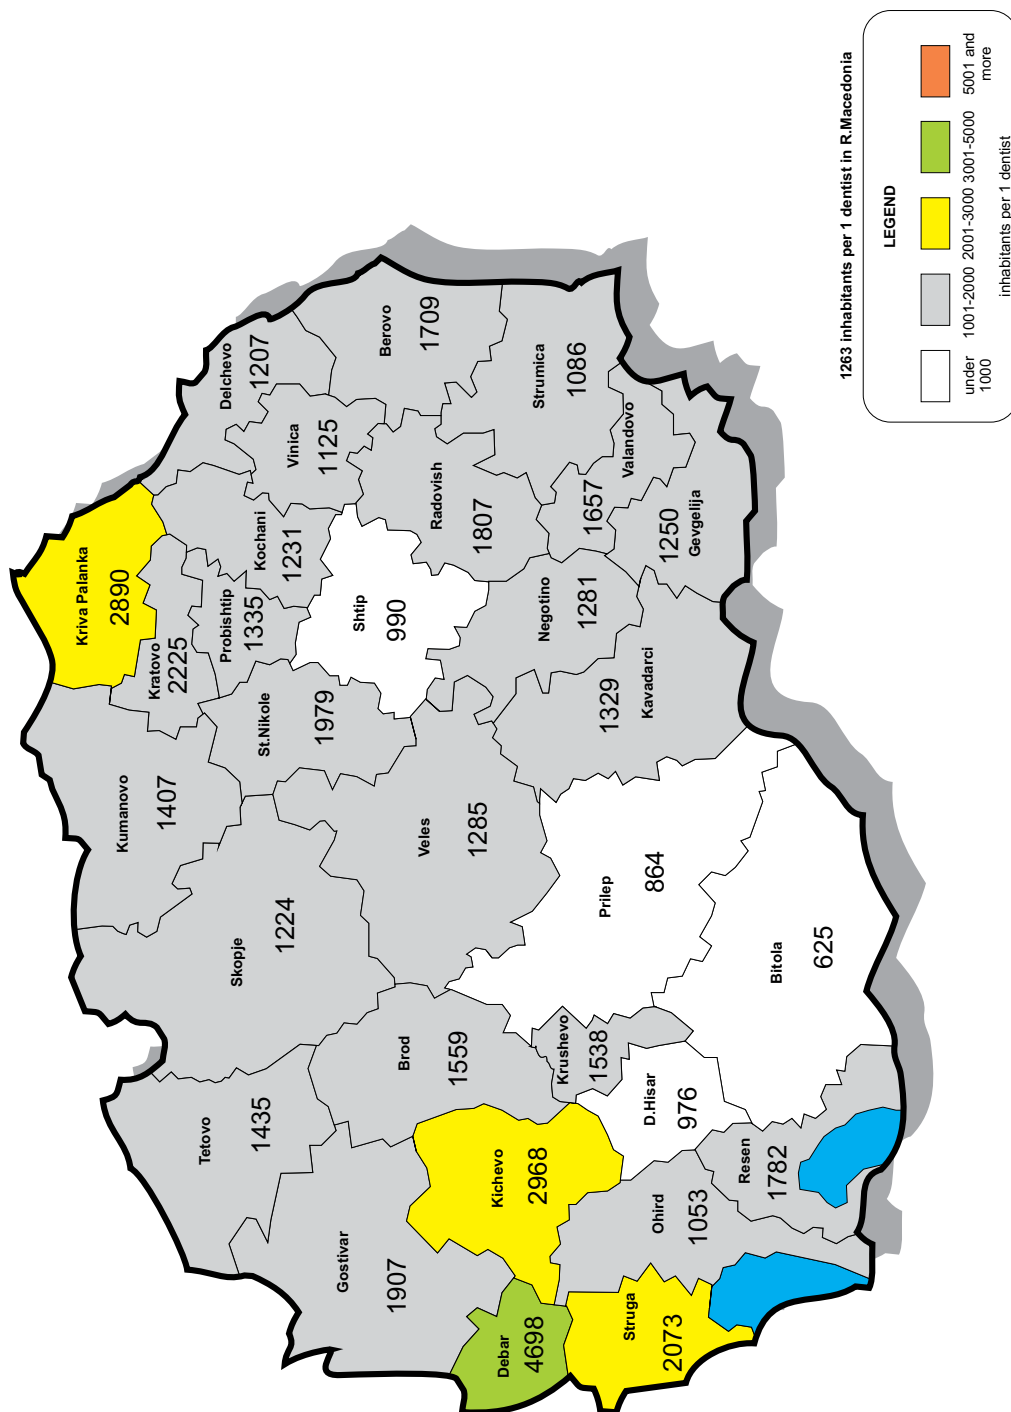 Kriva Palanka
2890
Kratovo
2225
Kumanovo
1407
Probishtip
1335
Kochani
1231
Delchevo
1207
Vinica
1125
Berovo
1709
St.Nikole
1979
Shtip
990
Radovish
1807
Strumica
1086
Skopje
1224
Veles
1285
Negotino
1281
1657
Valandovo
1250
Gevgelija
1329
Kavadarci
Tetovo
1435
Gostivar
1907
Brod
1559
Kichevo
2968
Krushevo
1538
Prilep
864
D.Hisar
976
Bitola
625
Debar
4698
Struga
2073
Ohird
1053
Resen
1782
1263 inhabitants per 1 dentist in R.Macedonia
LEGEND
under
1000
1001-2000
2001-3000
3001-5000
5001 and
more
inhabitants per 1 dentist